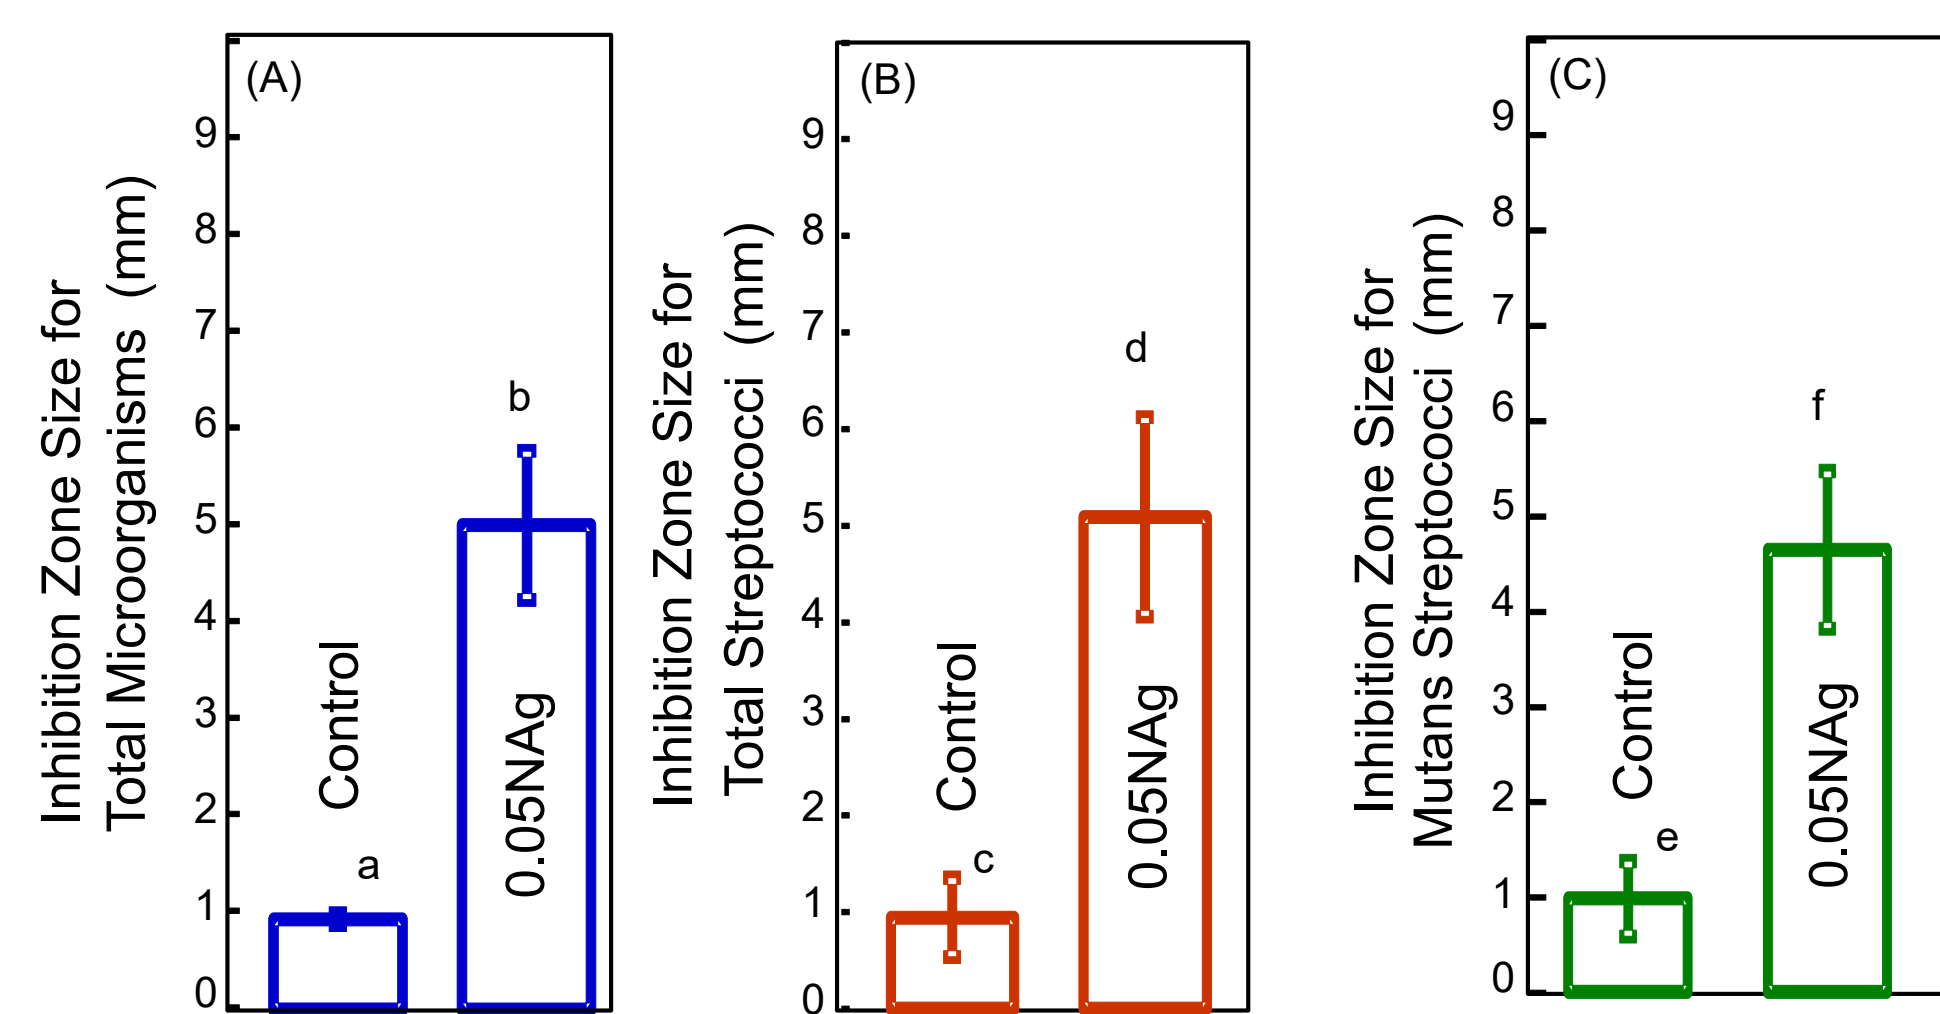 (A)
Inhibition Zone Size for
Total Microorganisms (mm)
9
8
7
6
5
4
3
2
1
0
Control
a
0.05NAg
b
(B)
Inhibition Zone Size for
Total Streptococci (mm)
9
8
7
6
5
4
3
2
1
0
Control
c
0.05NAg
d
(C)
Inhibition Zone Size for
Mutans Streptococci (mm)
9
8
7
6
5
4
3
2
1
0
Control
e
0.05NAg
f